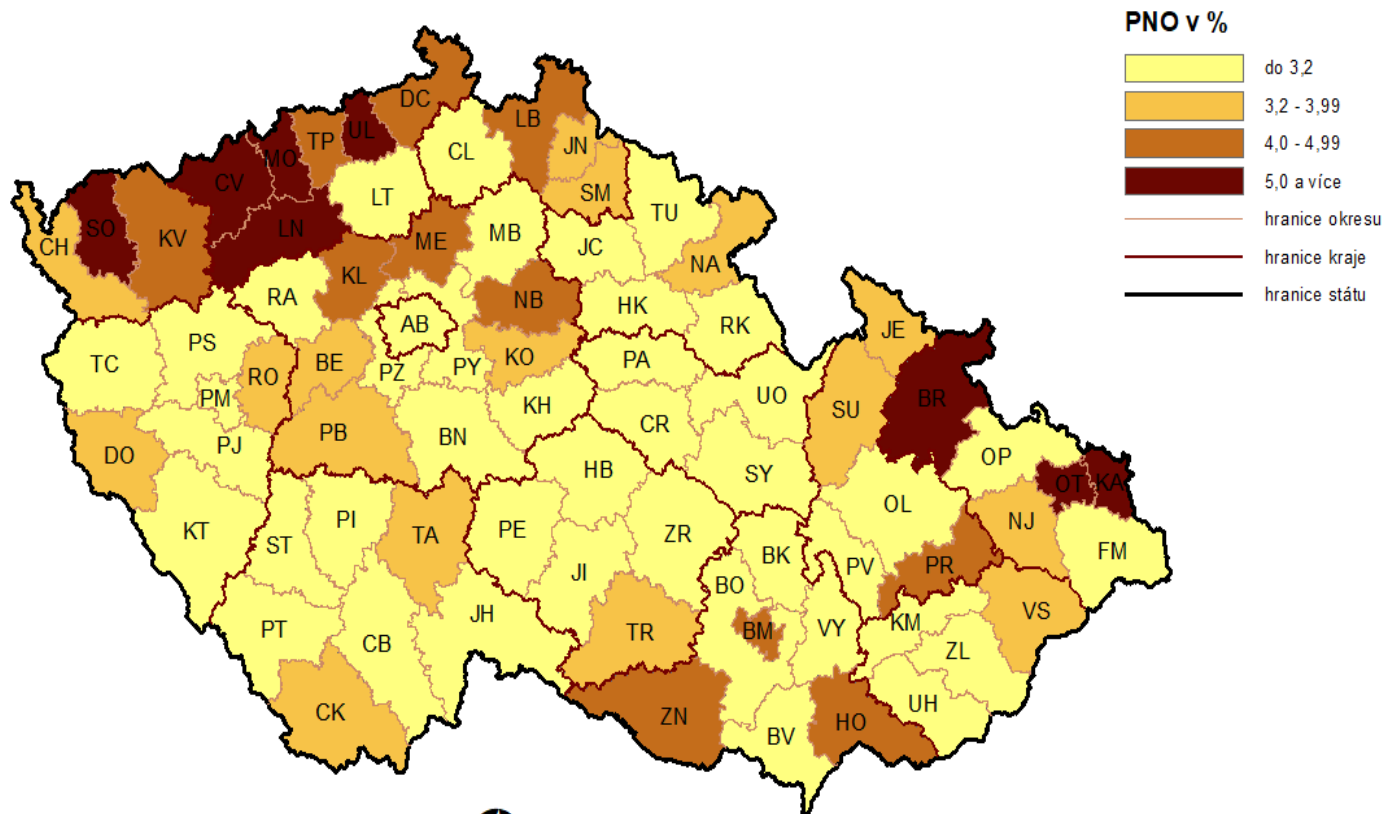 PNO v %
do 3,2
3,2 - 3,99
4,0 - 4,99
5,0 a více
hranice okresu
hranice kraje
hranice státu
DC
LB
TP
UL
JN
CL
MO
CV
LT
SM
TU
SO
KV
LN
ME
MB
JC
CH
KL
NA
RA
NB
HK
AB
RK
JE
PS
TC
BE
KO
PA
RO
PZ
PY
UO
PM
KH
SU
BR
PB
BN
CR
PJ
DO
HB
SY
OP
OT
KA
KT
PI
ST
TA
PE
ZR
OL
NJ
FM
BK
JI
PV
PR
BO
JH
VS
PT
CB
TR
BM
VY
KM
ZL
CK
ZN
HO
UH
BV